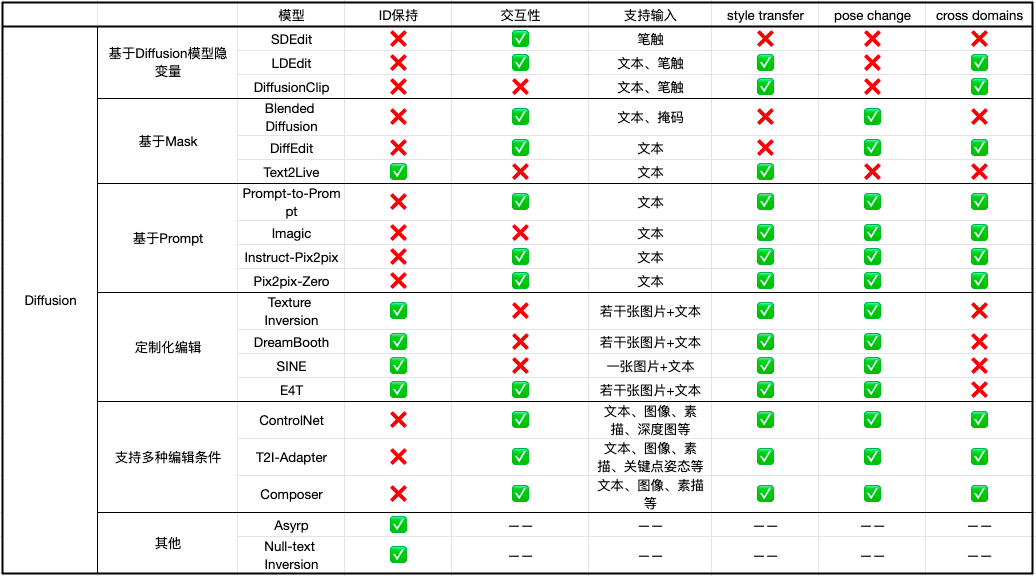 模型 ID保持 交互性 支持输入 style transfer pose change cross domains
Diffusion
基于Diffusion模型隐
变量
SDEdit ❌ ✅ 笔触 ❌ ❌ ❌
LDEdit ❌ ✅ 文本、笔触 ✅ ❌ ✅
DiffusionClip ❌ ❌ 文本、笔触 ✅ ❌ ✅
基于Mask
Blended
Diffusion ❌ ✅ 文本、掩码 ❌ ✅ ❌
DiffEdit ❌ ✅ 文本 ❌ ✅ ✅
Text2Live ✅ ❌ 文本 ✅ ❌ ❌
基于Prompt
Prompt-to-Prom
pt ❌ ✅ 文本 ✅ ✅ ✅
Imagic ❌ ❌ 文本 ✅ ✅ ✅
Instruct-Pix2pix ❌ ✅ 文本 ✅ ✅ ✅
Pix2pix-Zero ❌ ✅ 文本 ✅ ✅ ✅
定制化编辑
Texture
Inversion ✅ ❌ 若干张图片+文本 ✅ ✅ ❌
DreamBooth ✅ ❌ 若干张图片+文本 ✅ ✅ ❌
SINE ✅ ❌ 一张图片+文本 ✅ ✅ ❌
E4T ✅ ✅ 若干张图片+文本 ✅ ✅ ❌
支持多种编辑条件
ControlNet ❌ ✅ 文本、图像、素
描、深度图等 ✅ ✅ ✅
T2I-Adapter ❌ ✅ 文本、图像、素
描、关键点姿态等 ✅ ✅ ✅
Composer ❌ ✅ 文本、图像、素描
等 ✅ ✅ ✅
其他
Asyrp ✅ —— —— —— —— ——
Null-text
Inversion ✅ —— —— —— —— ——